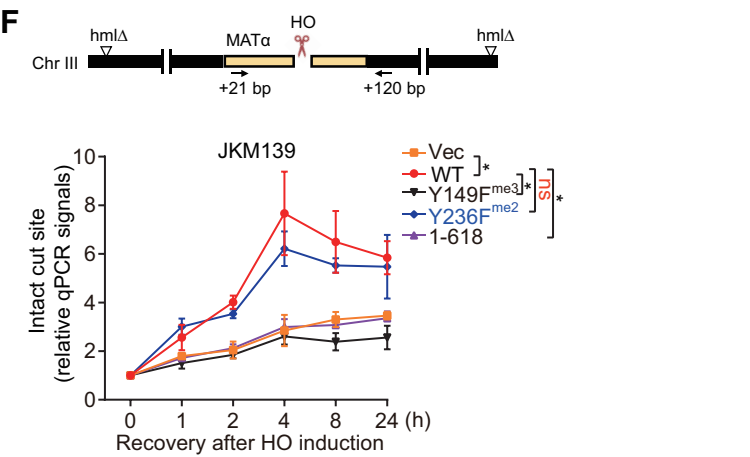 F
HO
hmlΔ
hmlΔ
MATα
Chr III
+21 bp
+120 bp
JKM139
Intact cut site
(relative qPCR signals)
10
8
6
4
2
0
0 1 2 4 8 24 (h)
Recovery after HO induction
Vec
WT
Y149Fme3
Y236Fme2
1-618
*
*
ns
*